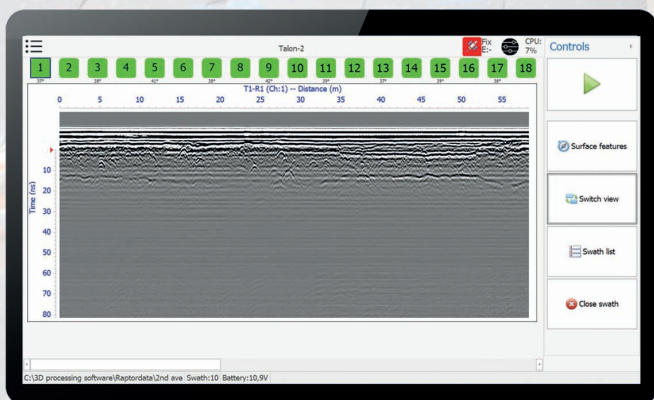 Talon-2
Fix
E:-
CPU:
7%
Controls
1 2 3 4 5 6 7 8 9 10 11 12 13 14 15 16 17 18
T1-R1 (Ch:1) -- Distance (m)
0 5 10 15 20 25 30 35 40 45 50 55
Time (ns)
10
20
30
40
50
60
70
80
Surface features
Switch view
Swath list
Close swath
C:\3D processing software\Raptordata\2nd ave Swath:10 Battery:10,9V